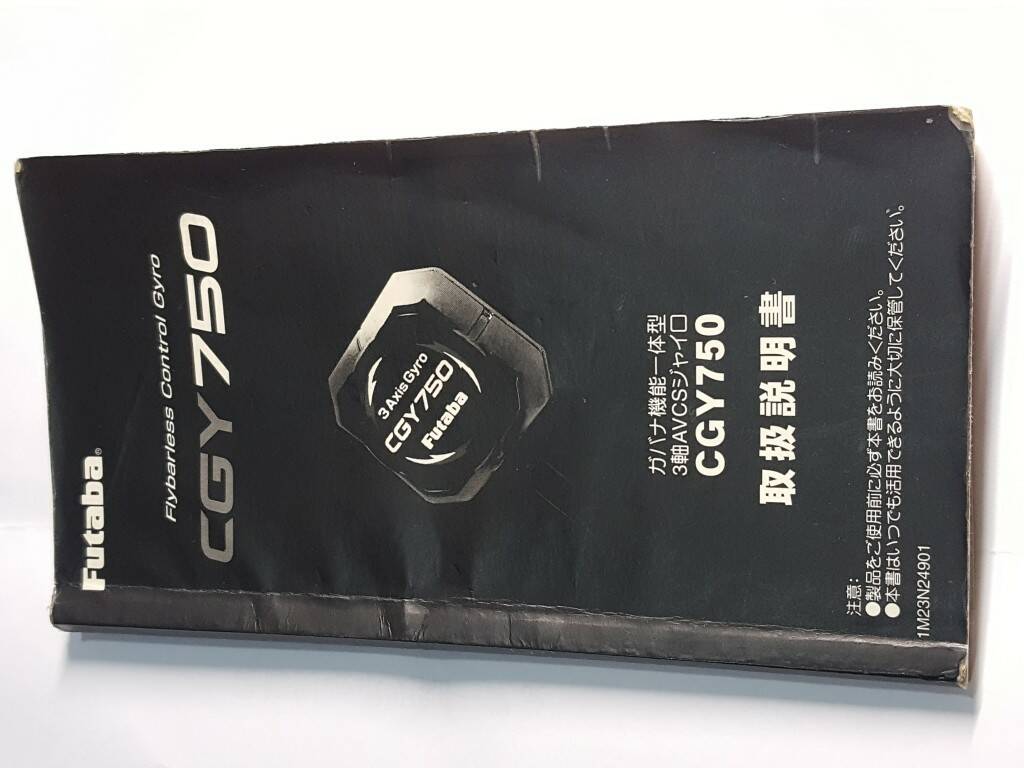 Futaba®
Flybarless Control Gyro
CGY750
3 Axis Gyro
CGY750
Futaba
ガバナ機能一体型
3軸AVCSジャイロ
CGY750
取扱説明書
注意：
●製品をご使用前に必ず本書をお読みください。
●本書はいつでも活用できるように大切に保管してください。
1M23N24901